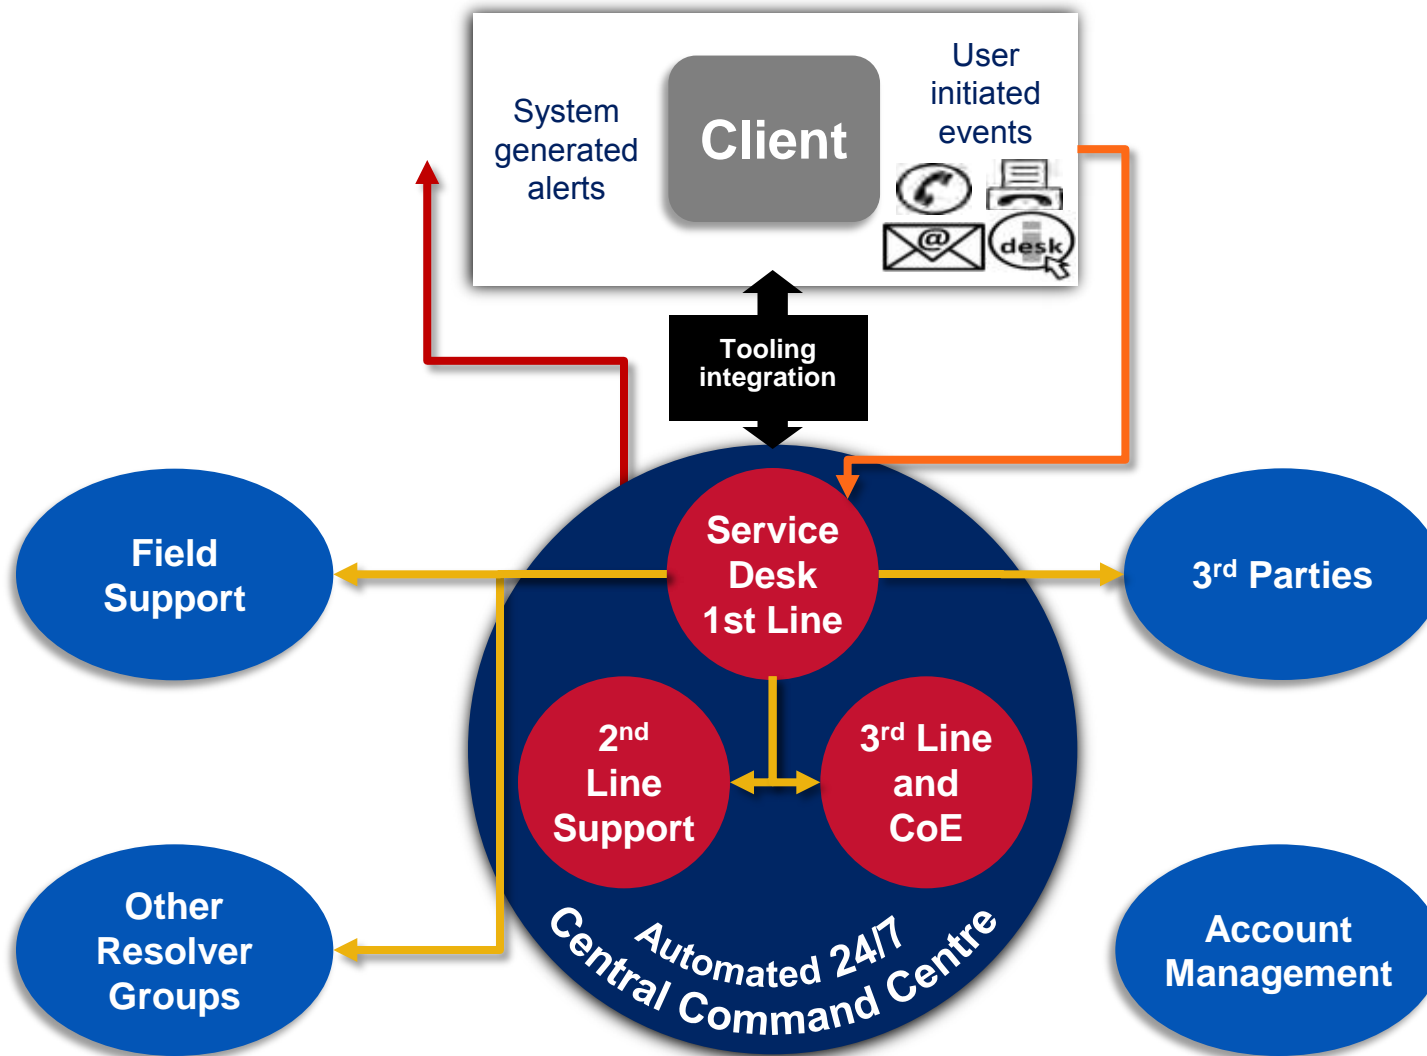 System
generated
alerts
Client
User
initiated
events
@
desk
Tooling
integration
Field
Support
Service
Desk
1st Line
3rd Parties
2nd
Line
Support
3rd Line
and
CoE
Other
Resolver
Groups
Automated 24/7
Central Command Centre
Account
Management